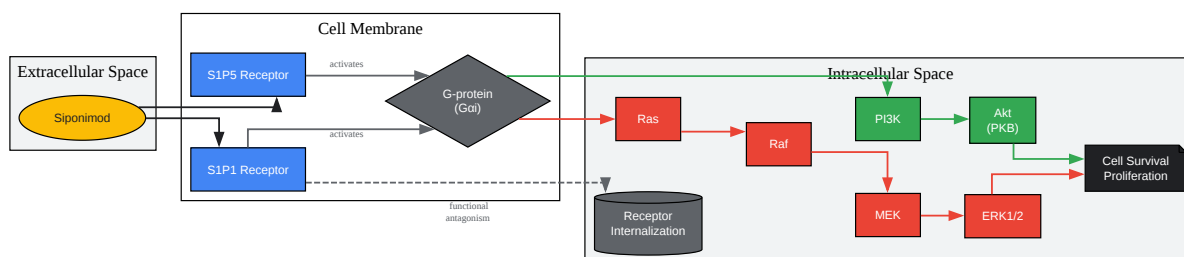 Extracellular Space
Siponimod
Cell Membrane
S1P5 Receptor
activates
S1P1 Receptor
activates
G-protein
(Gαi)
functional
antagonism
Intracellular Space
Ras
Raf
MEK
ERK1/2
PI3K
Akt
(PKB)
Cell Survival
Proliferation
Receptor
Internalization